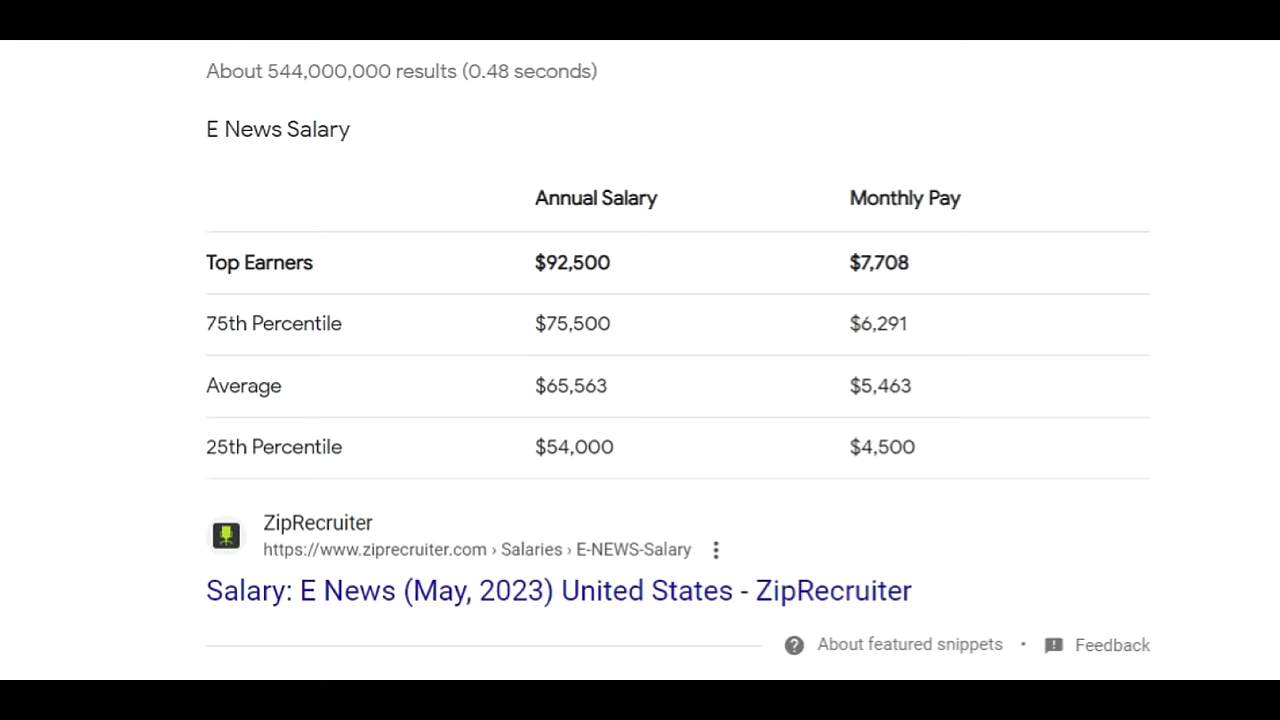 About 544,000,000 results (0.48 seconds)
E News Salary
Annual Salary Monthly Pay
Top Earners $92,500 $7,708
75th Percentile $75,500 $6,291
Average $65,563 $5,463
25th Percentile $54,000 $4,500
ZipRecruiter
https://www.ziprecruiter.com › Salaries › E-NEWS-Salary
Salary: E News (May, 2023) United States - ZipRecruiter
About featured snippets · Feedback